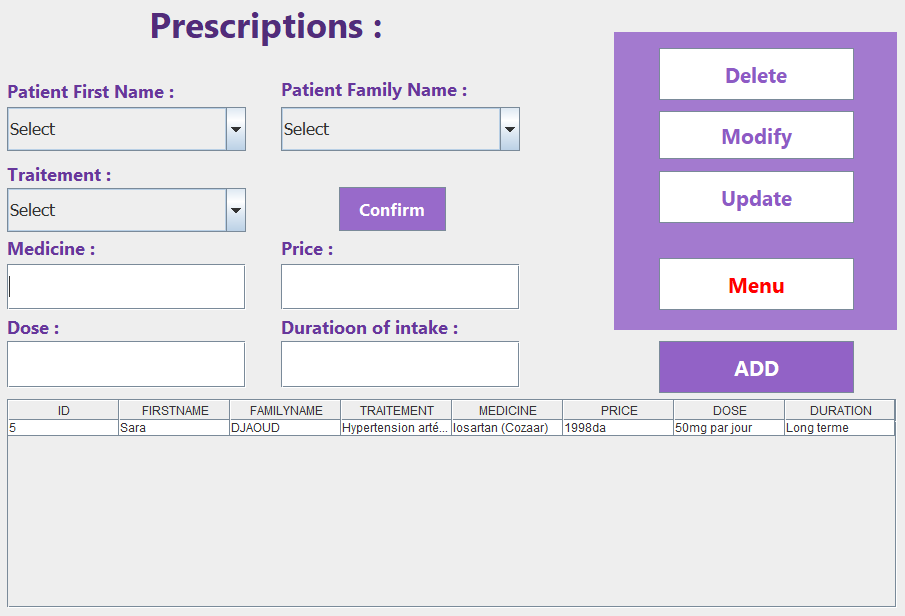 Prescriptions :
Patient First Name :
Patient Family Name :
Select
Select
Traitement :
Select
Confirm
Medicine :
Price :
Dose :
Duratioon of intake :
Delete
Modify
Update
Menu
ADD
ID FIRSTNAME FAMILYNAME TRAITEMENT MEDICINE PRICE DOSE DURATION
5 Sara DJAOUD Hypertension arté... losartan (Cozaar) 1998da 50mg par jour Long terme